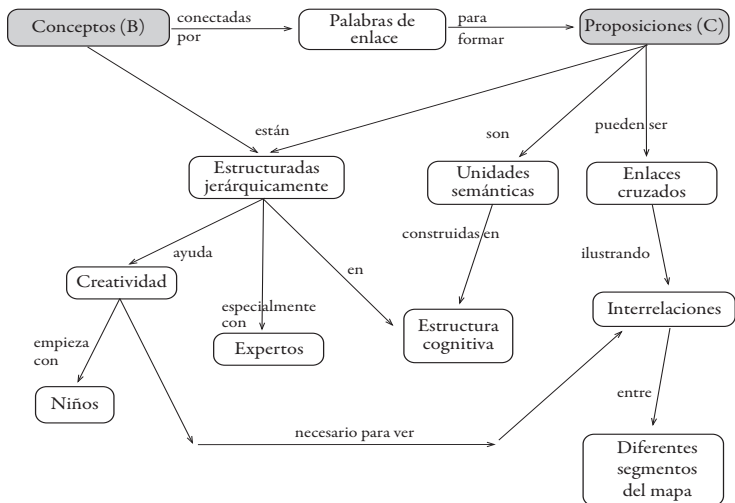 Conceptos (B)
conectadas
por
Palabras de
enlace
para
formar
Proposiciones (C)
están
son
pueden ser
Estructuradas
jerárquicamente
Unidades
semánticas
Enlaces
cruzados
ayuda
en
construidas en
ilustrando
Creatividad
especialmente
con
Interrelaciones
empieza
con
Expertos
Estructura
cognitiva
Niños
entre
necesario para ver
Diferentes
segmentos
del mapa